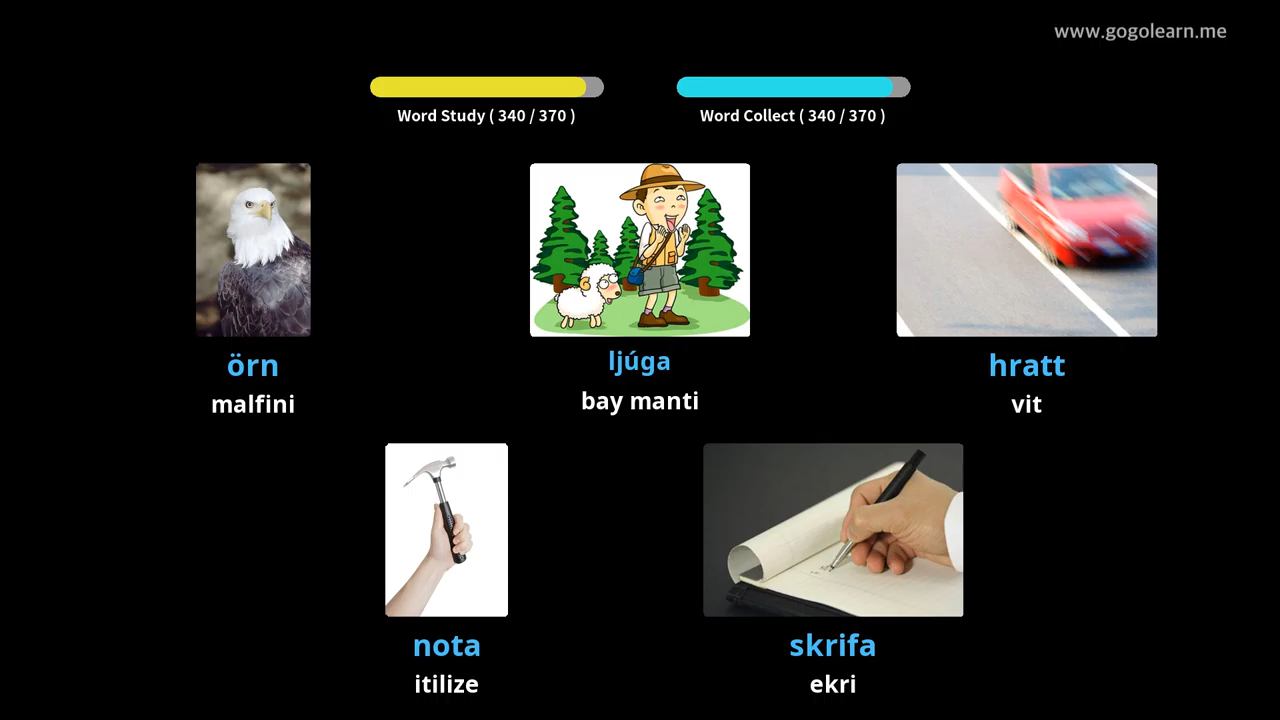 www.gogolearn.me
Word Study ( 340 / 370 )
Word Collect ( 340 / 370 )
örn
malfini
ljúga
bay manti
hratt
vit
nota
itilize
skrifa
ekri